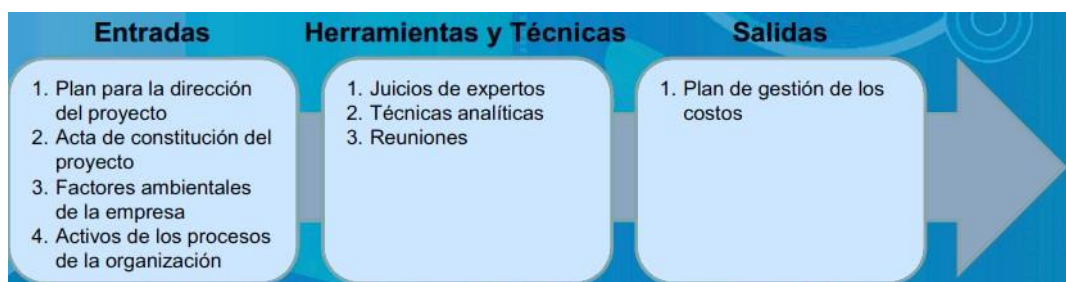 Entradas
1. Plan para la dirección
del proyecto
2. Acta de constitución del
proyecto
3. Factores ambientales
de la empresa
4. Activos de los procesos
de la organización
Herramientas y Técnicas
1. Juicios de expertos
2. Técnicas analíticas
3. Reuniones
Salidas
1. Plan de gestión de los
costos